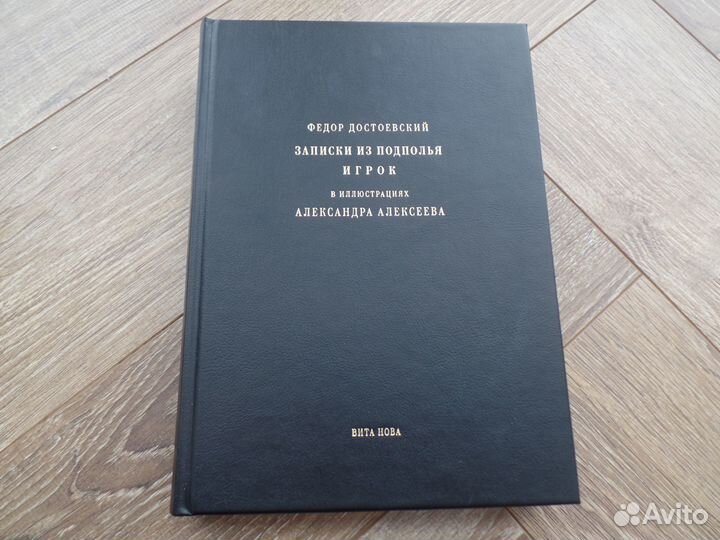 ФЕДОР ДОСТОЕВСКИЙ
ЗАПИСКИ ИЗ ПОДПОЛЬЯ
ИГРОК
В ИЛЛЮСТРАЦИЯХ
АЛЕКСАНДРА АЛЕКСЕЕВА
ВИТА НОВА
Avito